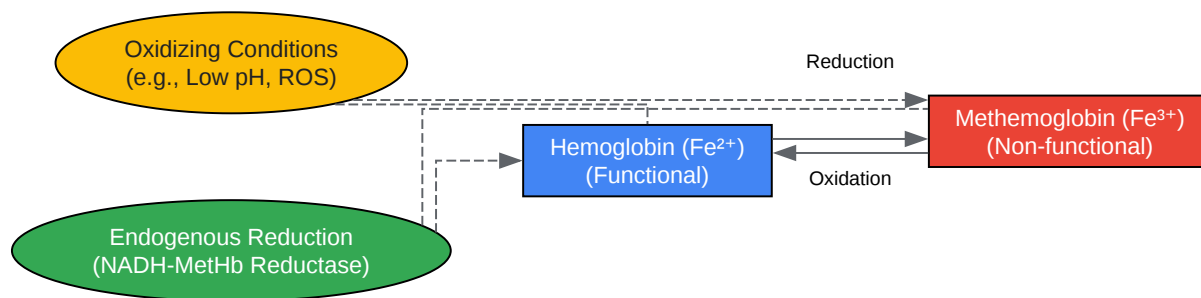 Oxidizing Conditions
(e.g., Low pH, ROS)
Reduction
Methemoglobin (Fe³⁺)
(Non-functional)
Hemoglobin (Fe²⁺)
(Functional)
Oxidation
Endogenous Reduction
(NADH-MetHb Reductase)